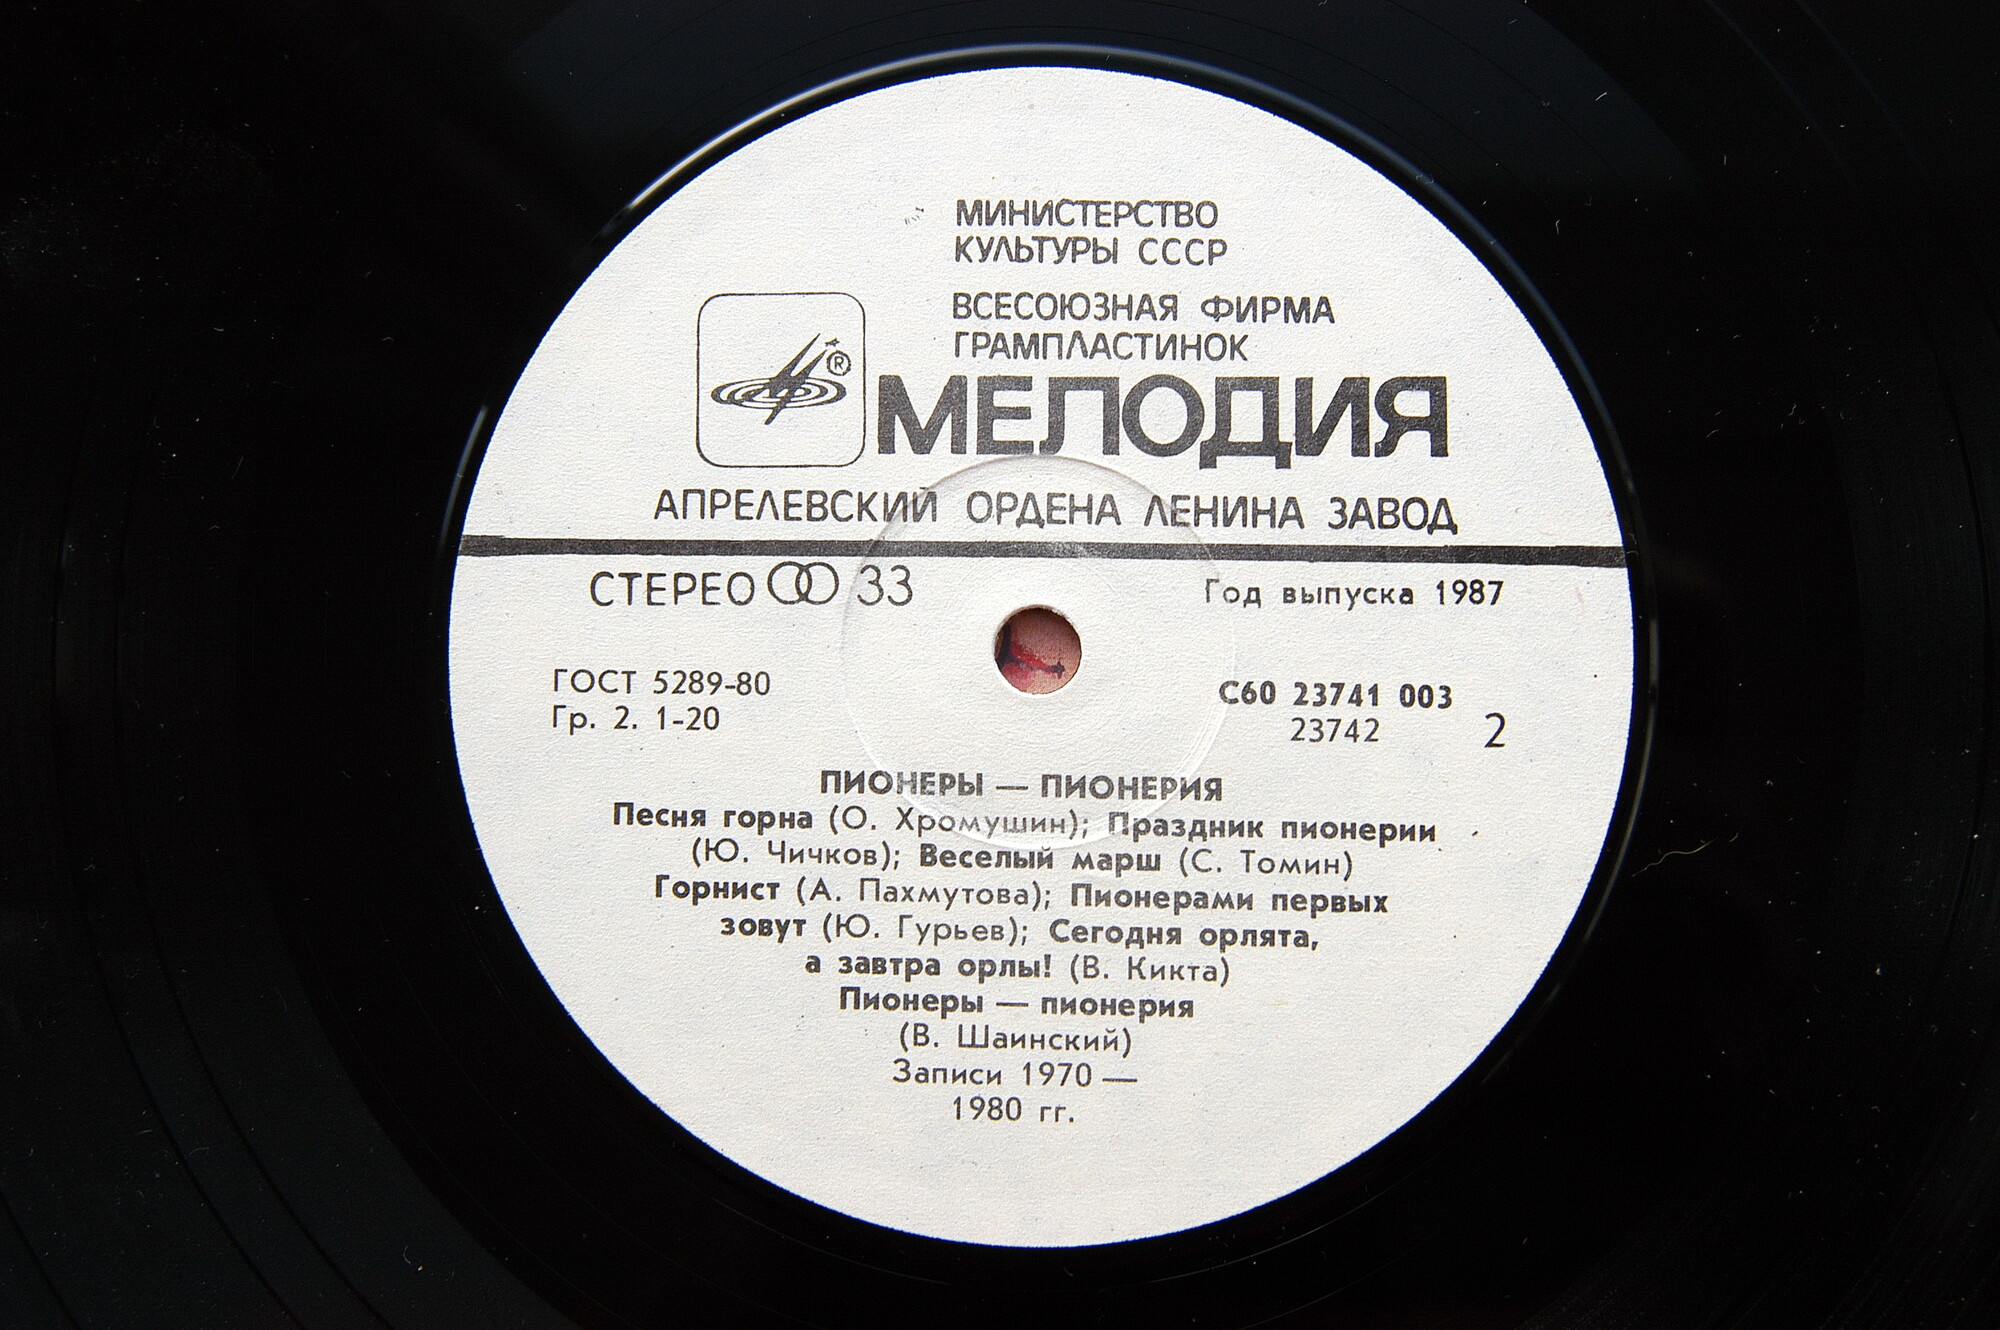 МИНИСТЕРСТВО
КУЛЬТУРЫ СССР
ВСЕСОЮЗНАЯ ФИРМА
ГРАМПЛАСТИНОК
®
МЕЛОДИЯ
АПРЕЛЕВСКИЙ ОРДЕНА ЛЕНИНА ЗАВОД
СТЕРЕО 33
Год выпуска 1987
ГОСТ 5289-80
Гр. 2. 1-20
С60 23741 003
23742
2
ПИОНЕРЫ — ПИОНЕРИЯ
Песня горна (О. Хромушин); Праздник пионерии
(Ю. Чичков); Веселый марш (С. Томин)
Горнист (А. Пахмутова); Пионерами первых
зовут (Ю. Гурьев); Сегодня орлята,
а завтра орлы! (В. Кикта)
Пионеры — пионерия
(В. Шаинский)
Записи 1970 —
1980 гг.